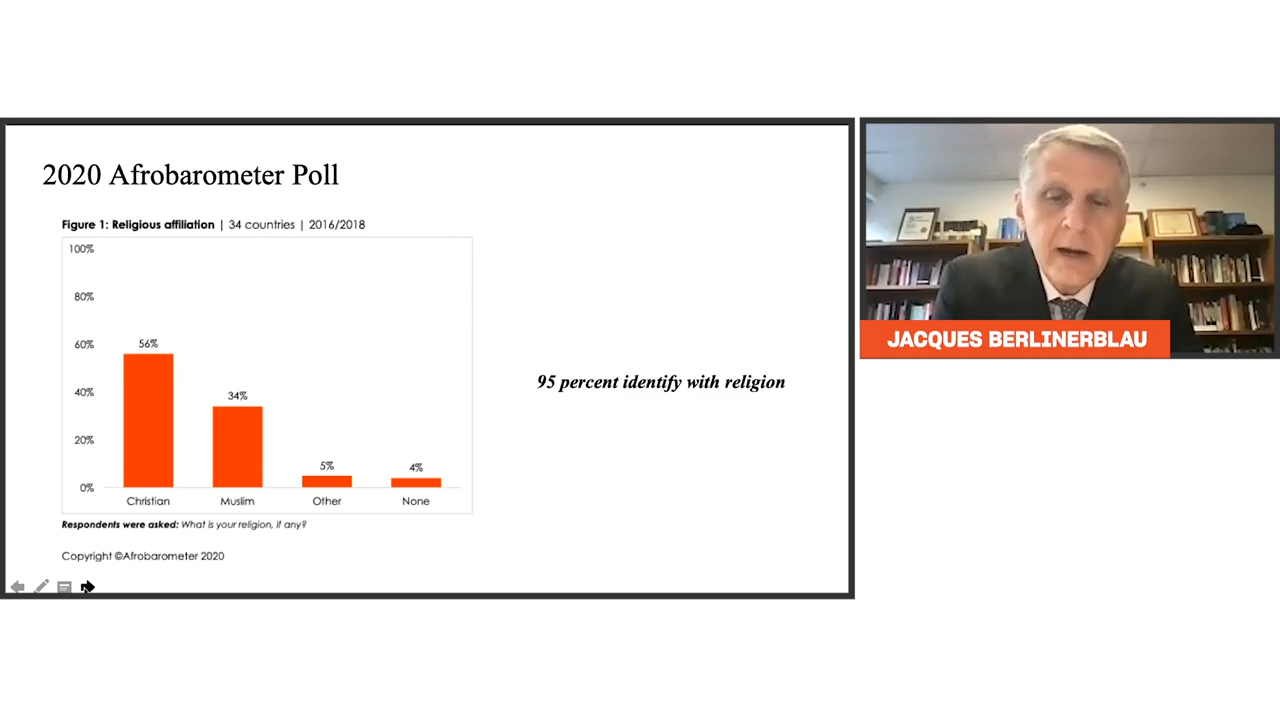 2020 Afrobarometer Poll
Figure 1: Religious affiliation | 34 countries | 2016/2018
100%
80%
60%
40%
20%
0%
56%
34%
5%
4%
Christian
Muslim
Other
None
Respondents were asked: What is your religion, if any?
Copyright ©Afrobarometer 2020
95 percent identify with religion
JACQUES BERLINERBLAU